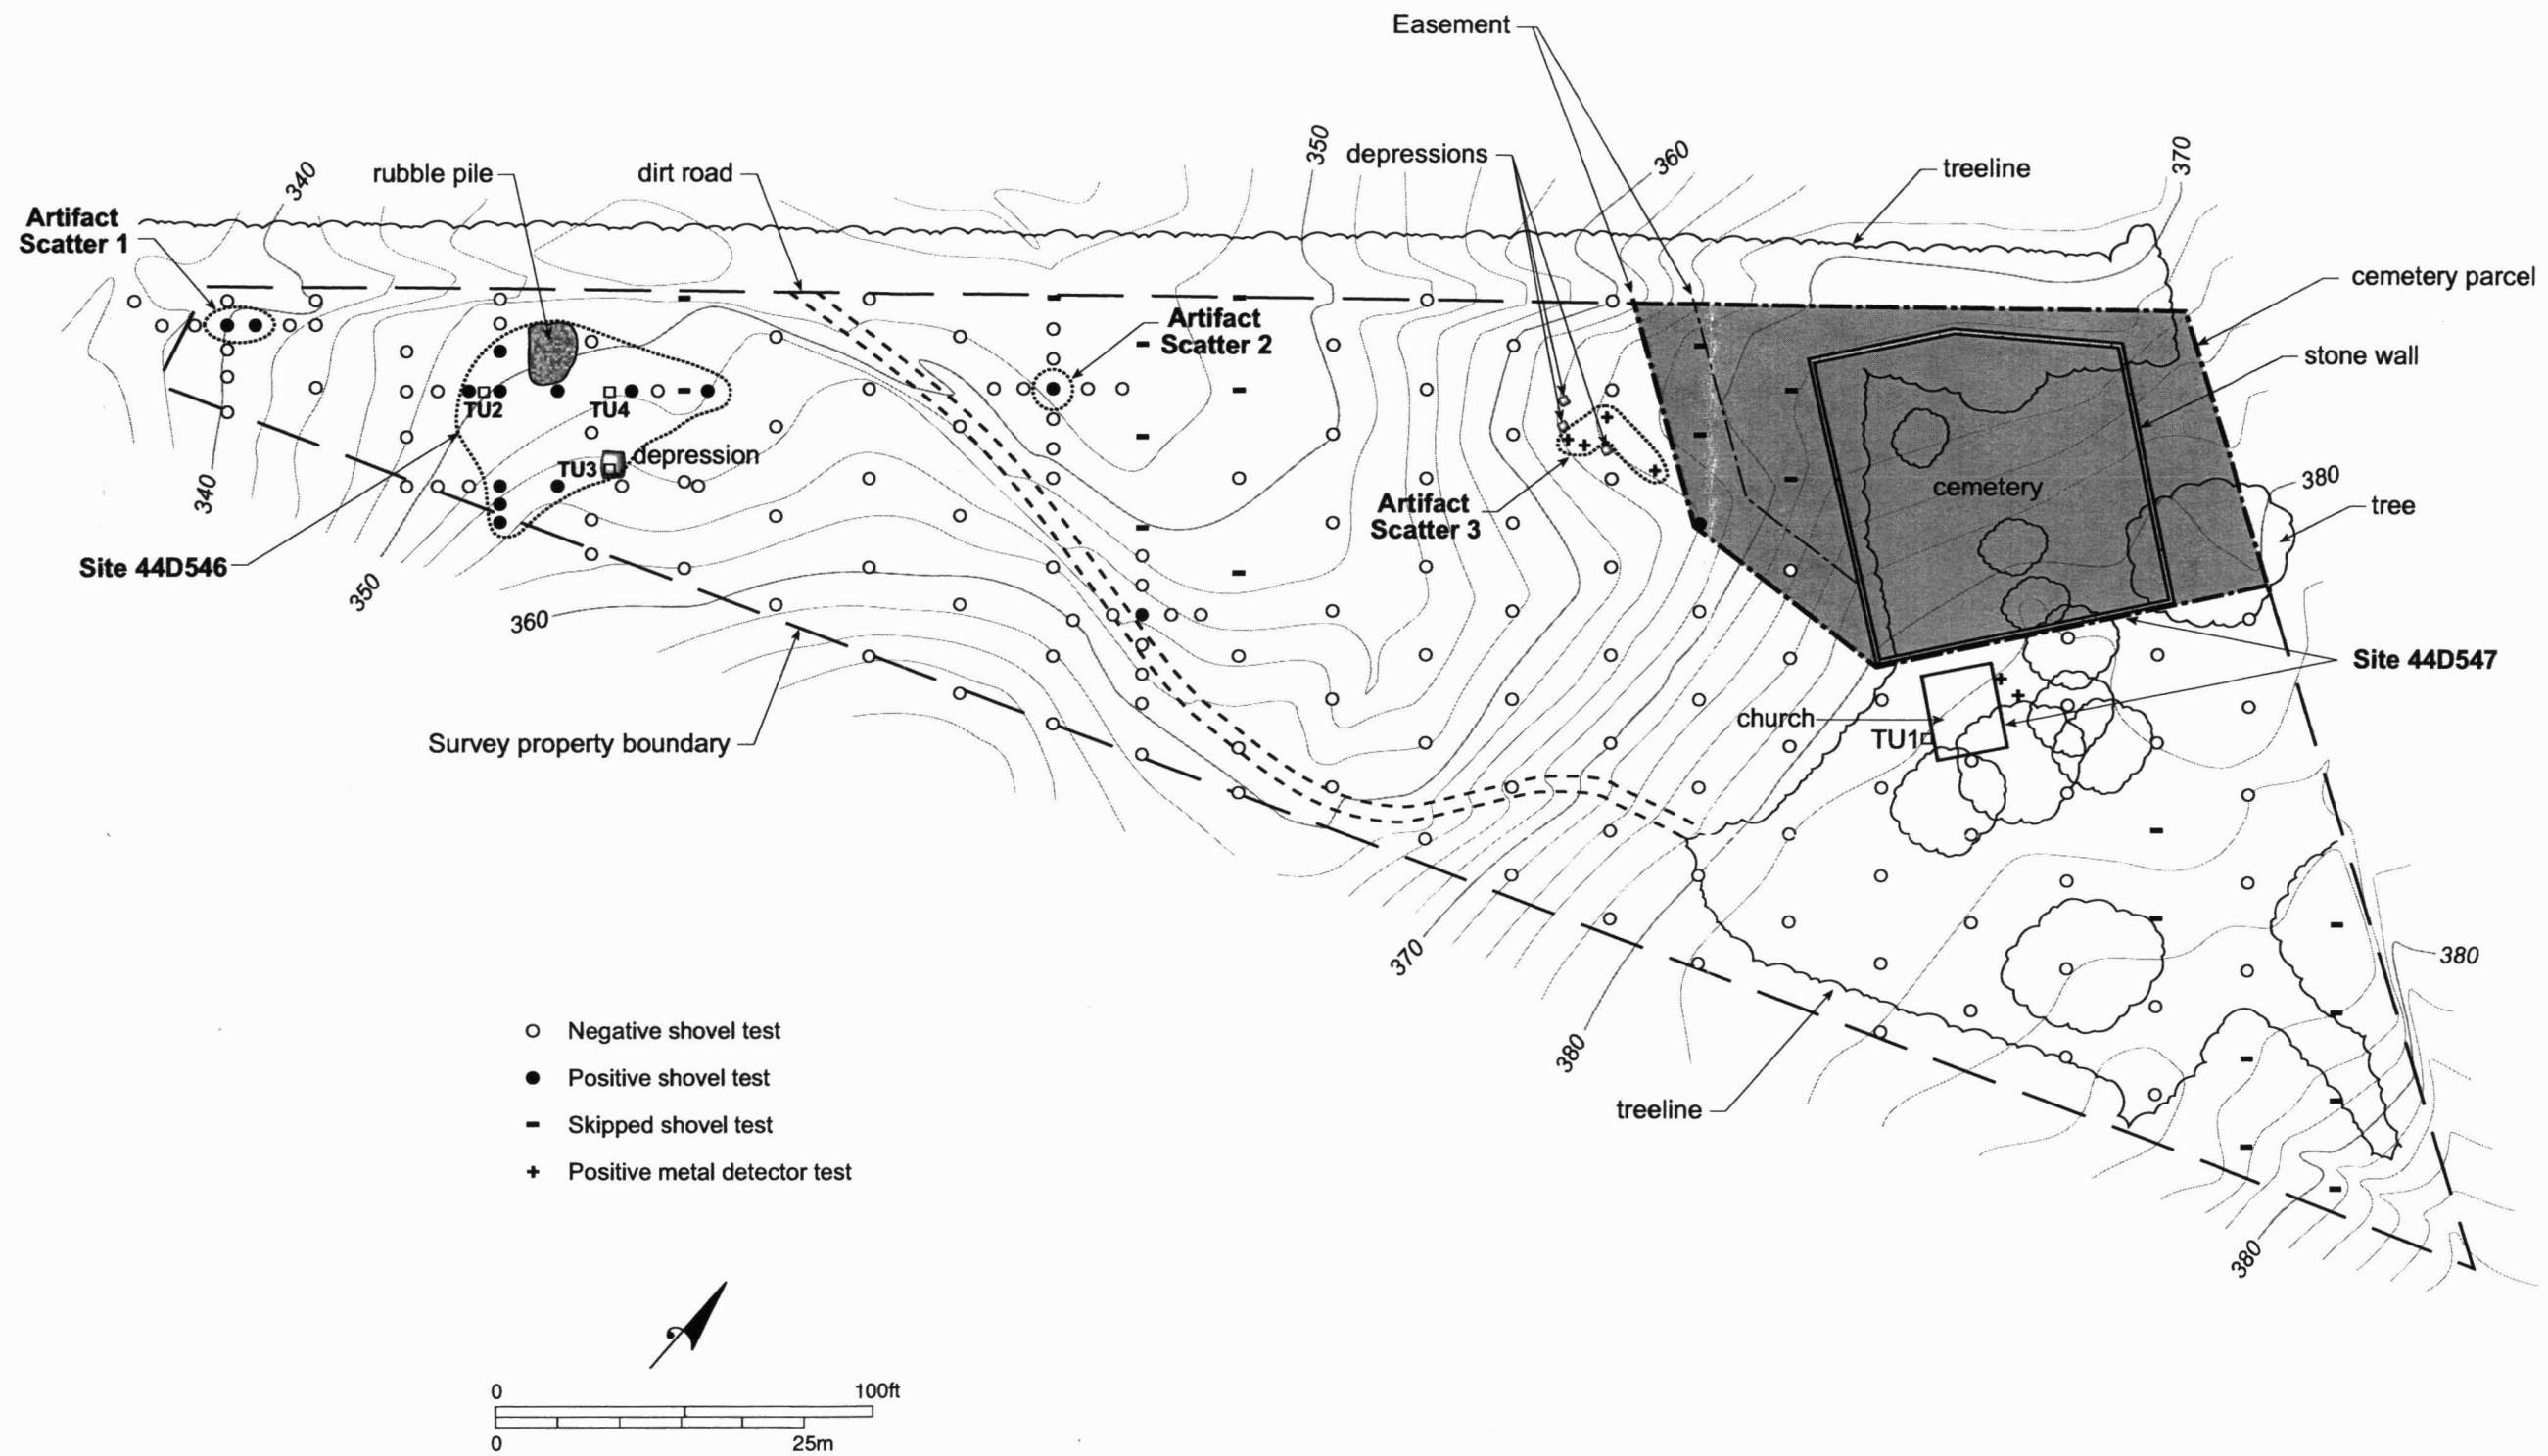 Easement
350
depressions
360
treeline
370
340
rubble pile
dirt road
Artifact
Scatter 1
cemetery parcel
Artifact
Scatter 2
stone wall
TU2
TU4
depression
TU3
340
Artifact
Scatter 3
cemetery
380
tree
Site 44D546
350
360
Site 44D547
church
TU1
Survey property boundary
370
380
380
treeline
380
Negative shovel test
Positive shovel test
Skipped shovel test
Positive metal detector test
0
100ft
0
25m